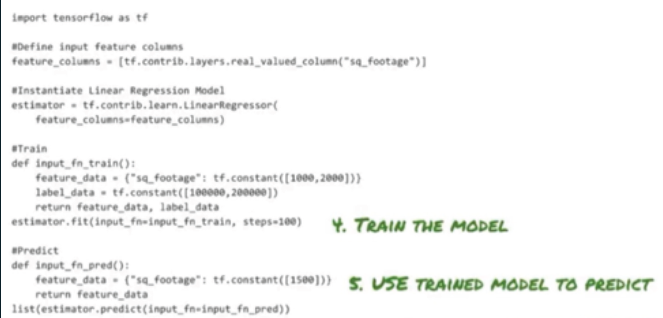 import tensorflow as tf
#Define input feature columns
feature_columns = [tf.contrib.layers.real_valued_column("sq_footage")]
#Instantiate Linear Regression Model
estimator = tf.contrib.learn.LinearRegressor(
feature_columns=feature_columns)
#Train
def input_fn_train():
feature_data = {"sq_footage": tf.constant([1000,2000])}
label_data = tf.constant([100000,200000])
return feature_data, label_data
estimator.fit(input_fn=input_fn_train, steps=100)
4. TRAIN THE MODEL
#Predict
def input_fn_pred():
feature_data = {"sq_footage": tf.constant([1500])}
5. USE TRAINED MODEL TO PREDICT
return feature_data
list(estimator.predict(input_fn=input_fn_pred))